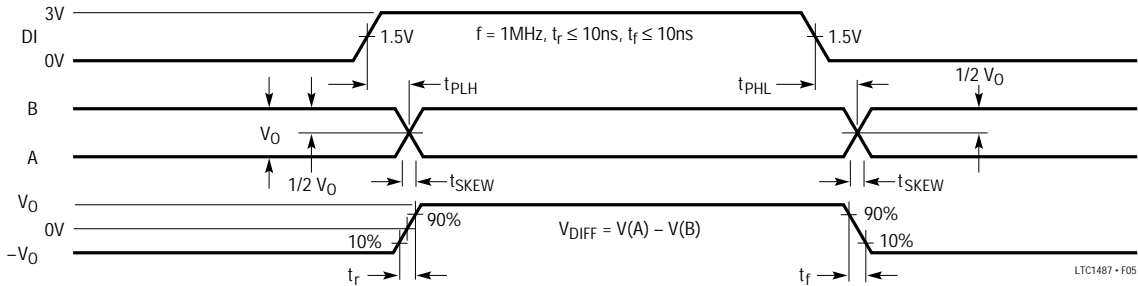 3V
DI
0V
1.5V
f = 1MHz, tr ≤ 10ns, tf ≤ 10ns
1.5V
tPLH
tPHL
1/2 VO
B
VO
A
1/2 VO
tSKEW
tSKEW
VO
0V
–VO
90%
10%
VDIFF = V(A) – V(B)
90%
10%
tr
tf
LTC1487 • F05